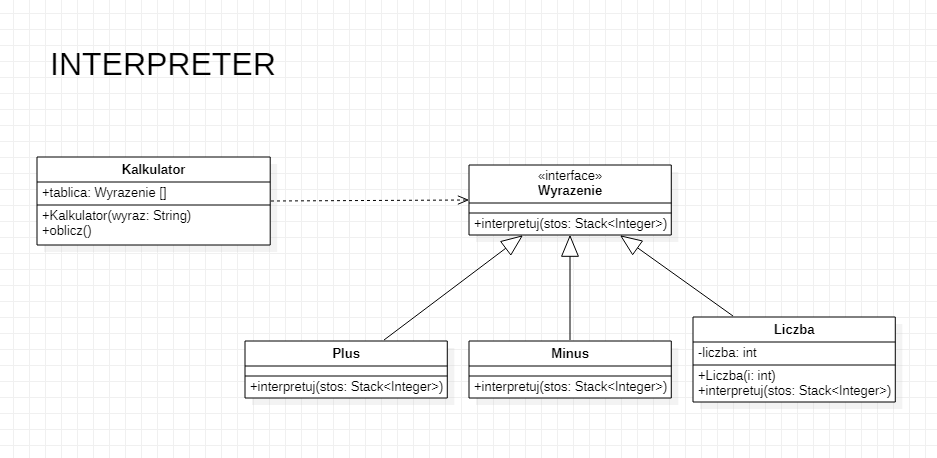 INTERPRETER
Kalkulator
+tablica: Wyrazenie []
+Kalkulator(wyraz: String)
+oblicz()
«interface»
Wyrazenie
+interpretuj(stos: Stack<Integer>)
Plus
+interpretuj(stos: Stack<Integer>)
Minus
+interpretuj(stos: Stack<Integer>)
Liczba
-liczba: int
+Liczba(i: int)
+interpretuj(stos: Stack<Integer>)